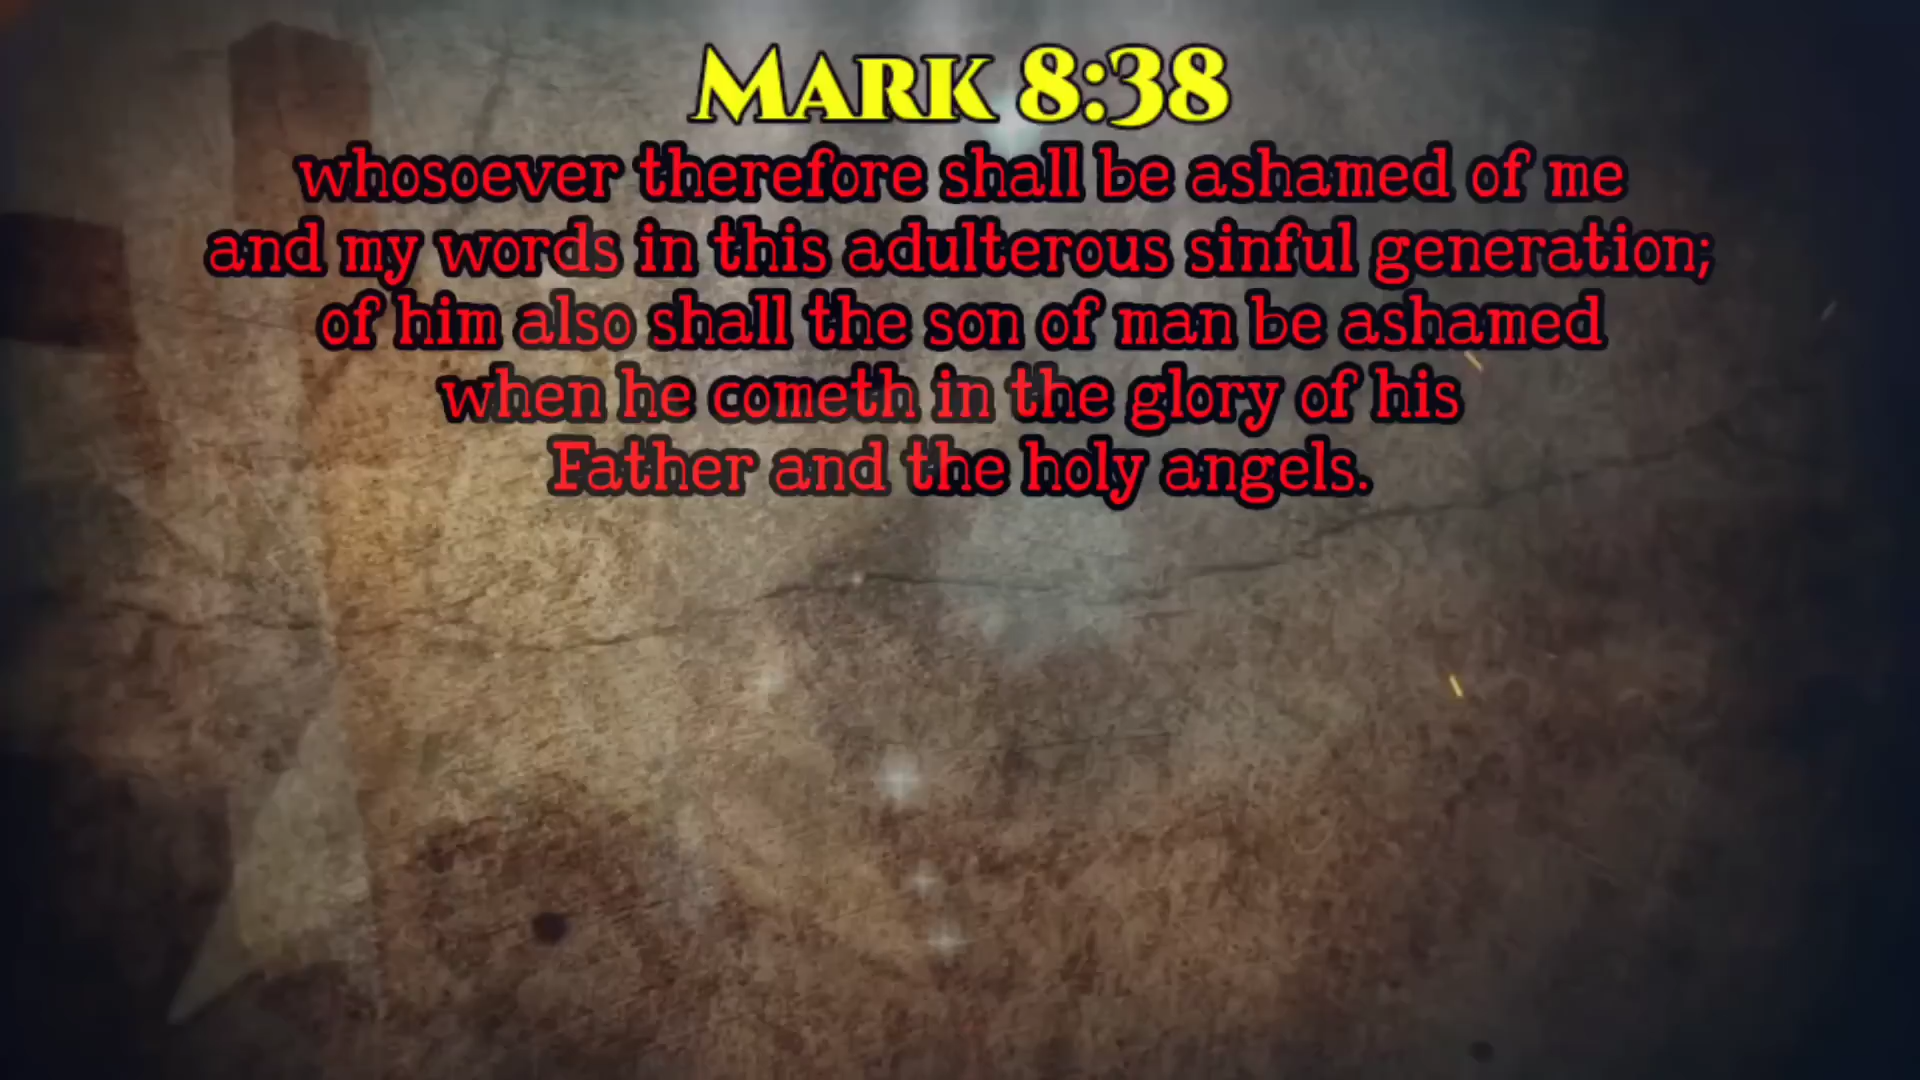 Mark 8:38
whosoever therefore shall be ashamed of me
and my words in this adulterous sinful generation;
of him also shall the son of man be ashamed
when he cometh in the glory of his
Father and the holy angels.